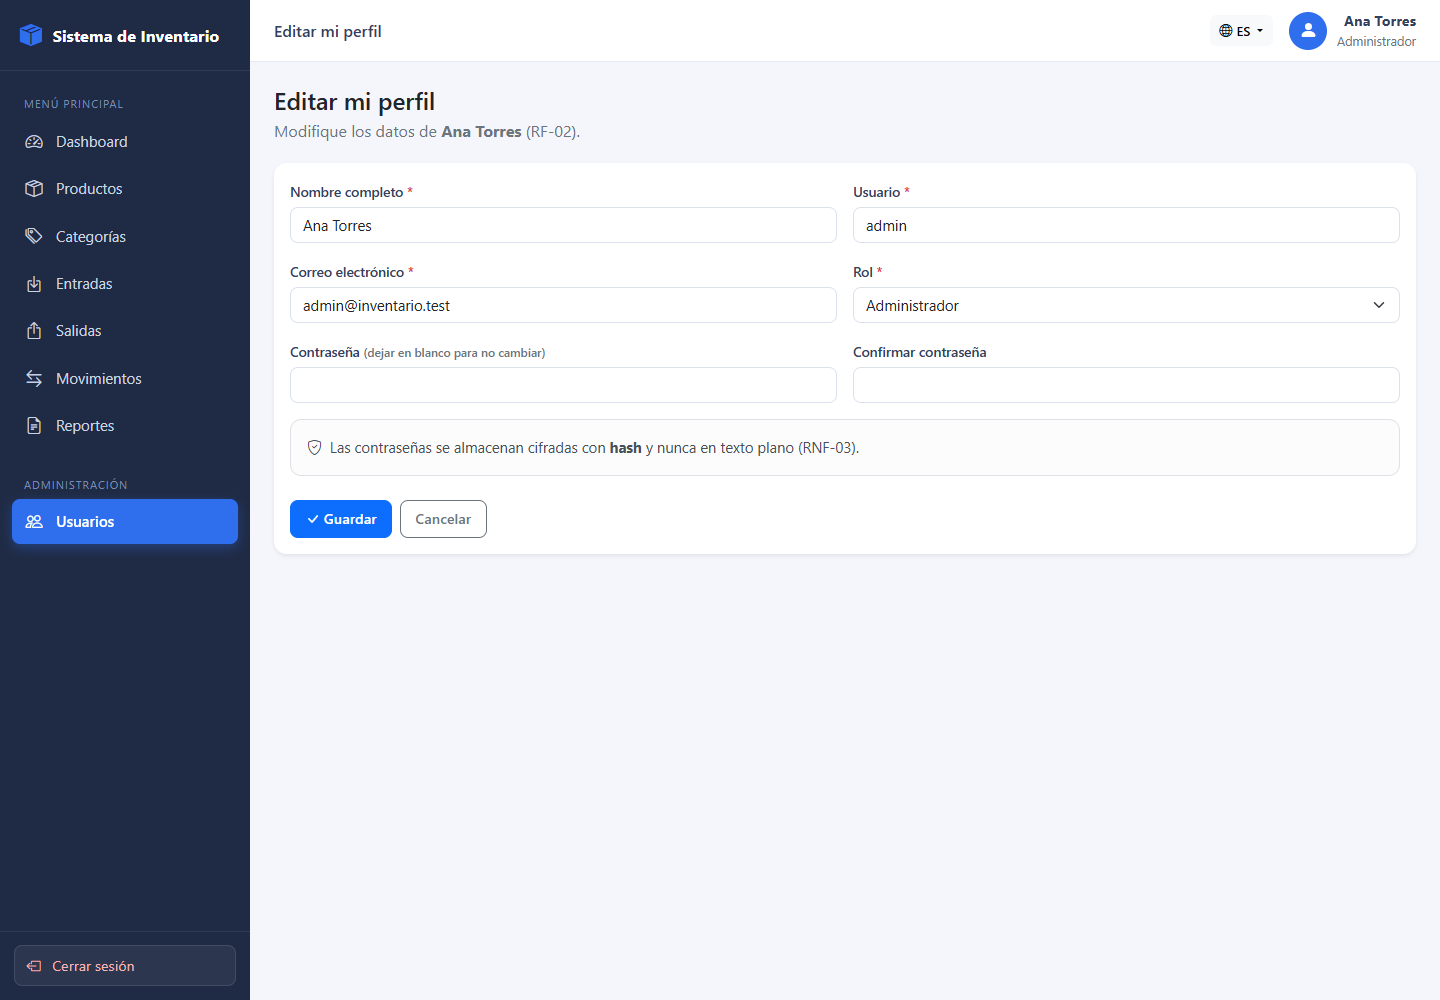 Sistema de Inventario
MENÚ PRINCIPAL
Dashboard
Productos
Categorías
Entradas
Salidas
Movimientos
Reportes
ADMINISTRACIÓN
Usuarios
Cerrar sesión
Editar mi perfil
ES
Ana Torres
Administrador
Editar mi perfil
Modifique los datos de Ana Torres (RF-02).
Nombre completo *
Ana Torres
Usuario *
admin
Correo electrónico *
admin@inventario.test
Rol *
Administrador
Contraseña (dejar en blanco para no cambiar)
Confirmar contraseña
Las contraseñas se almacenan cifradas con hash y nunca en texto plano (RNF-03).
Guardar
Cancelar